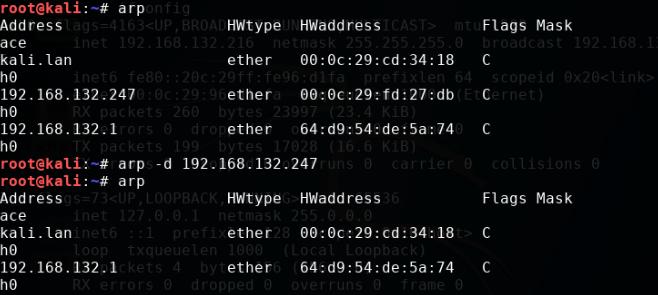 root@kali:~# arp
Address HWtype HWaddress Flags Mask
ace
kali.lan ether 00:0c:29:cd:34:18 C
h0
192.168.132.247 ether 00:0c:29:fd:27:db C
h0
192.168.132.1 ether 64:d9:54:de:5a:74 C
h0
root@kali:~# arp -d 192.168.132.247
root@kali:~# arp
Address HWtype HWaddress Flags Mask
ace
kali.lan ether 00:0c:29:cd:34:18 C
h0
192.168.132.1 ether 64:d9:54:de:5a:74 C
h0